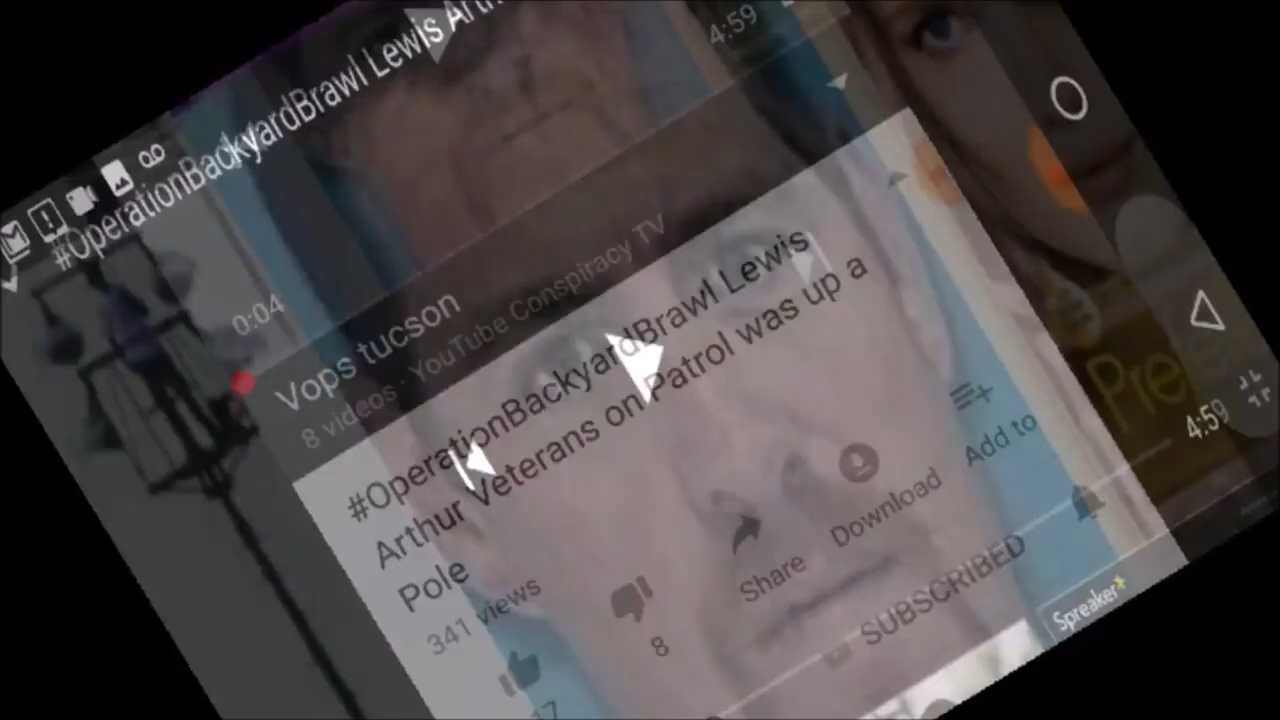 #OperationBackyardBrawl Lewis
4:59
0:04
Vops tucson
8 videos · YouTube Conspiracy TV
#OperationBackyardBrawl Lewis
Arthur Veterans on Patrol was up a
Pole
341 views
8
Share
Download
Add to
SUBSCRIBED
4:59
Spreaker